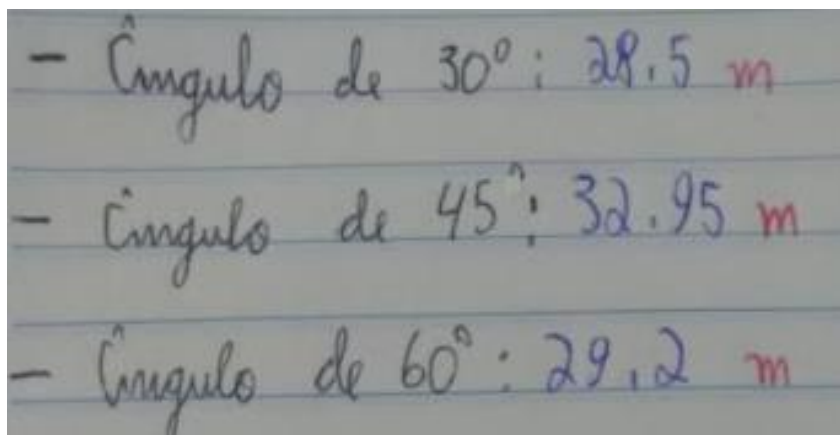 - Ângulo de 30°: 28.5 m
- Ângulo de 45°: 32.95 m
- Ângulo de 60°: 29.2 m